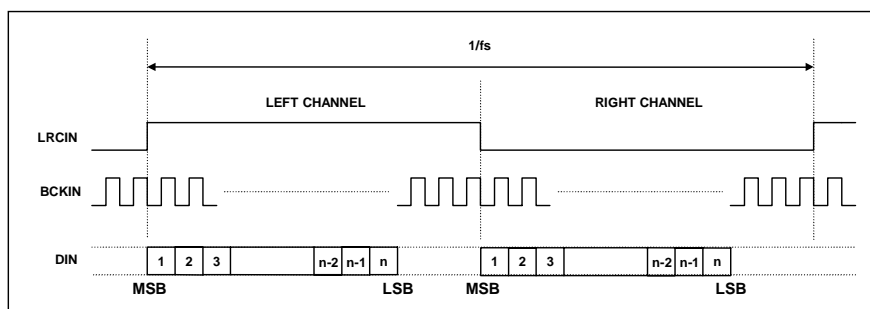 1/fs
LEFT CHANNEL RIGHT CHANNEL
LRCIN
BCKIN
DIN 1 2 3 n-2 n-1 n 1 2 3 n-2 n-1 n
MSB LSB MSB LSB